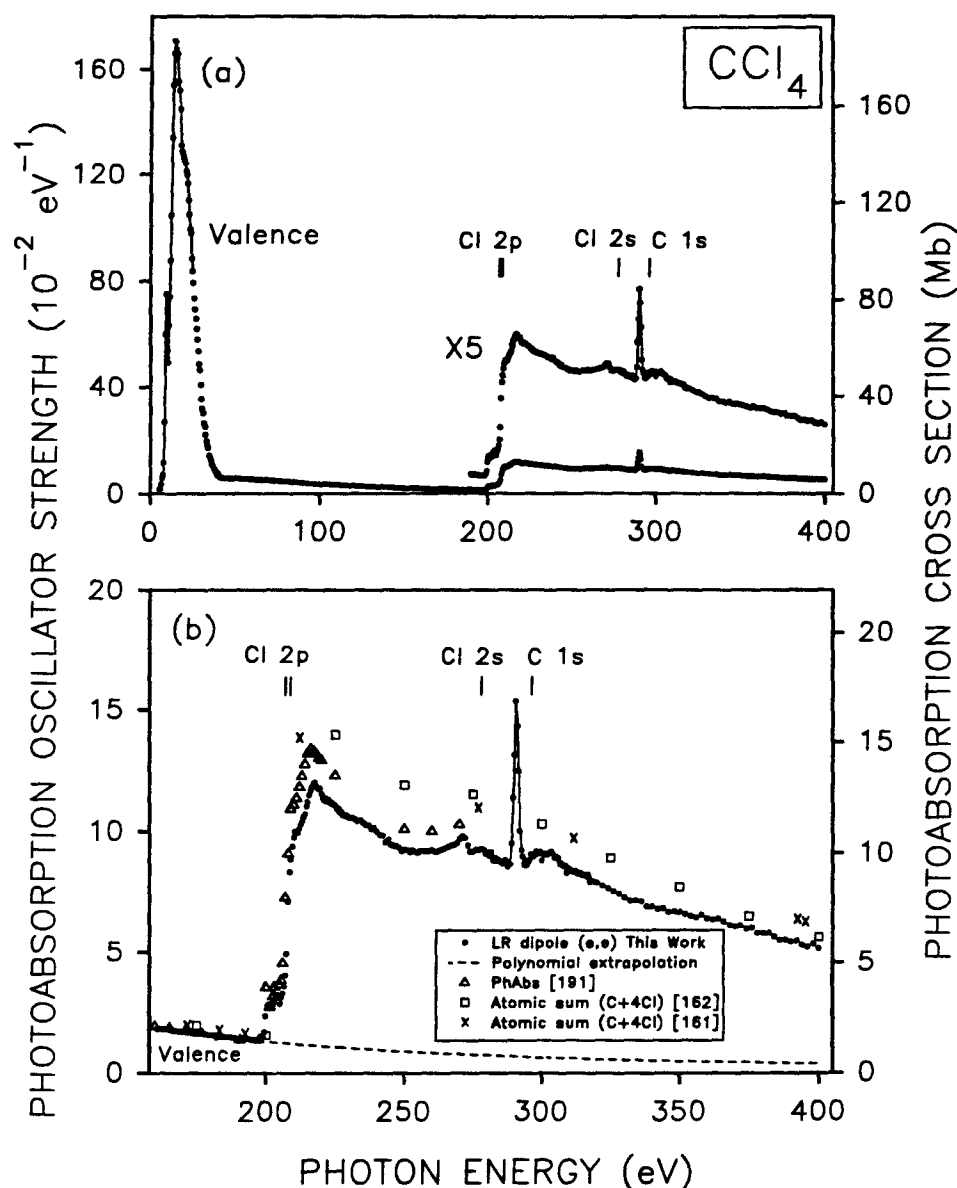 PHOTOABSORPTION OSCILLATOR STRENGTH (10⁻² eV⁻¹)
PHOTOABSORPTION CROSS SECTION (Mb)
(a)
CCl₄
160
120
80
40
0
160
120
80
40
0
Valence
Cl 2p
Cl 2s
C 1s
X5
0
100
200
300
400
(b)
20
15
10
5
0
20
15
10
5
0
Cl 2p
Cl 2s
C 1s
LR dipole (e,e) This Work
Polynomial extrapolation
PhAbs [191]
Atomic sum (C+4Cl) [162]
Atomic sum (C+4Cl) [161]
Valence
200
250
300
350
400
PHOTON ENERGY (eV)